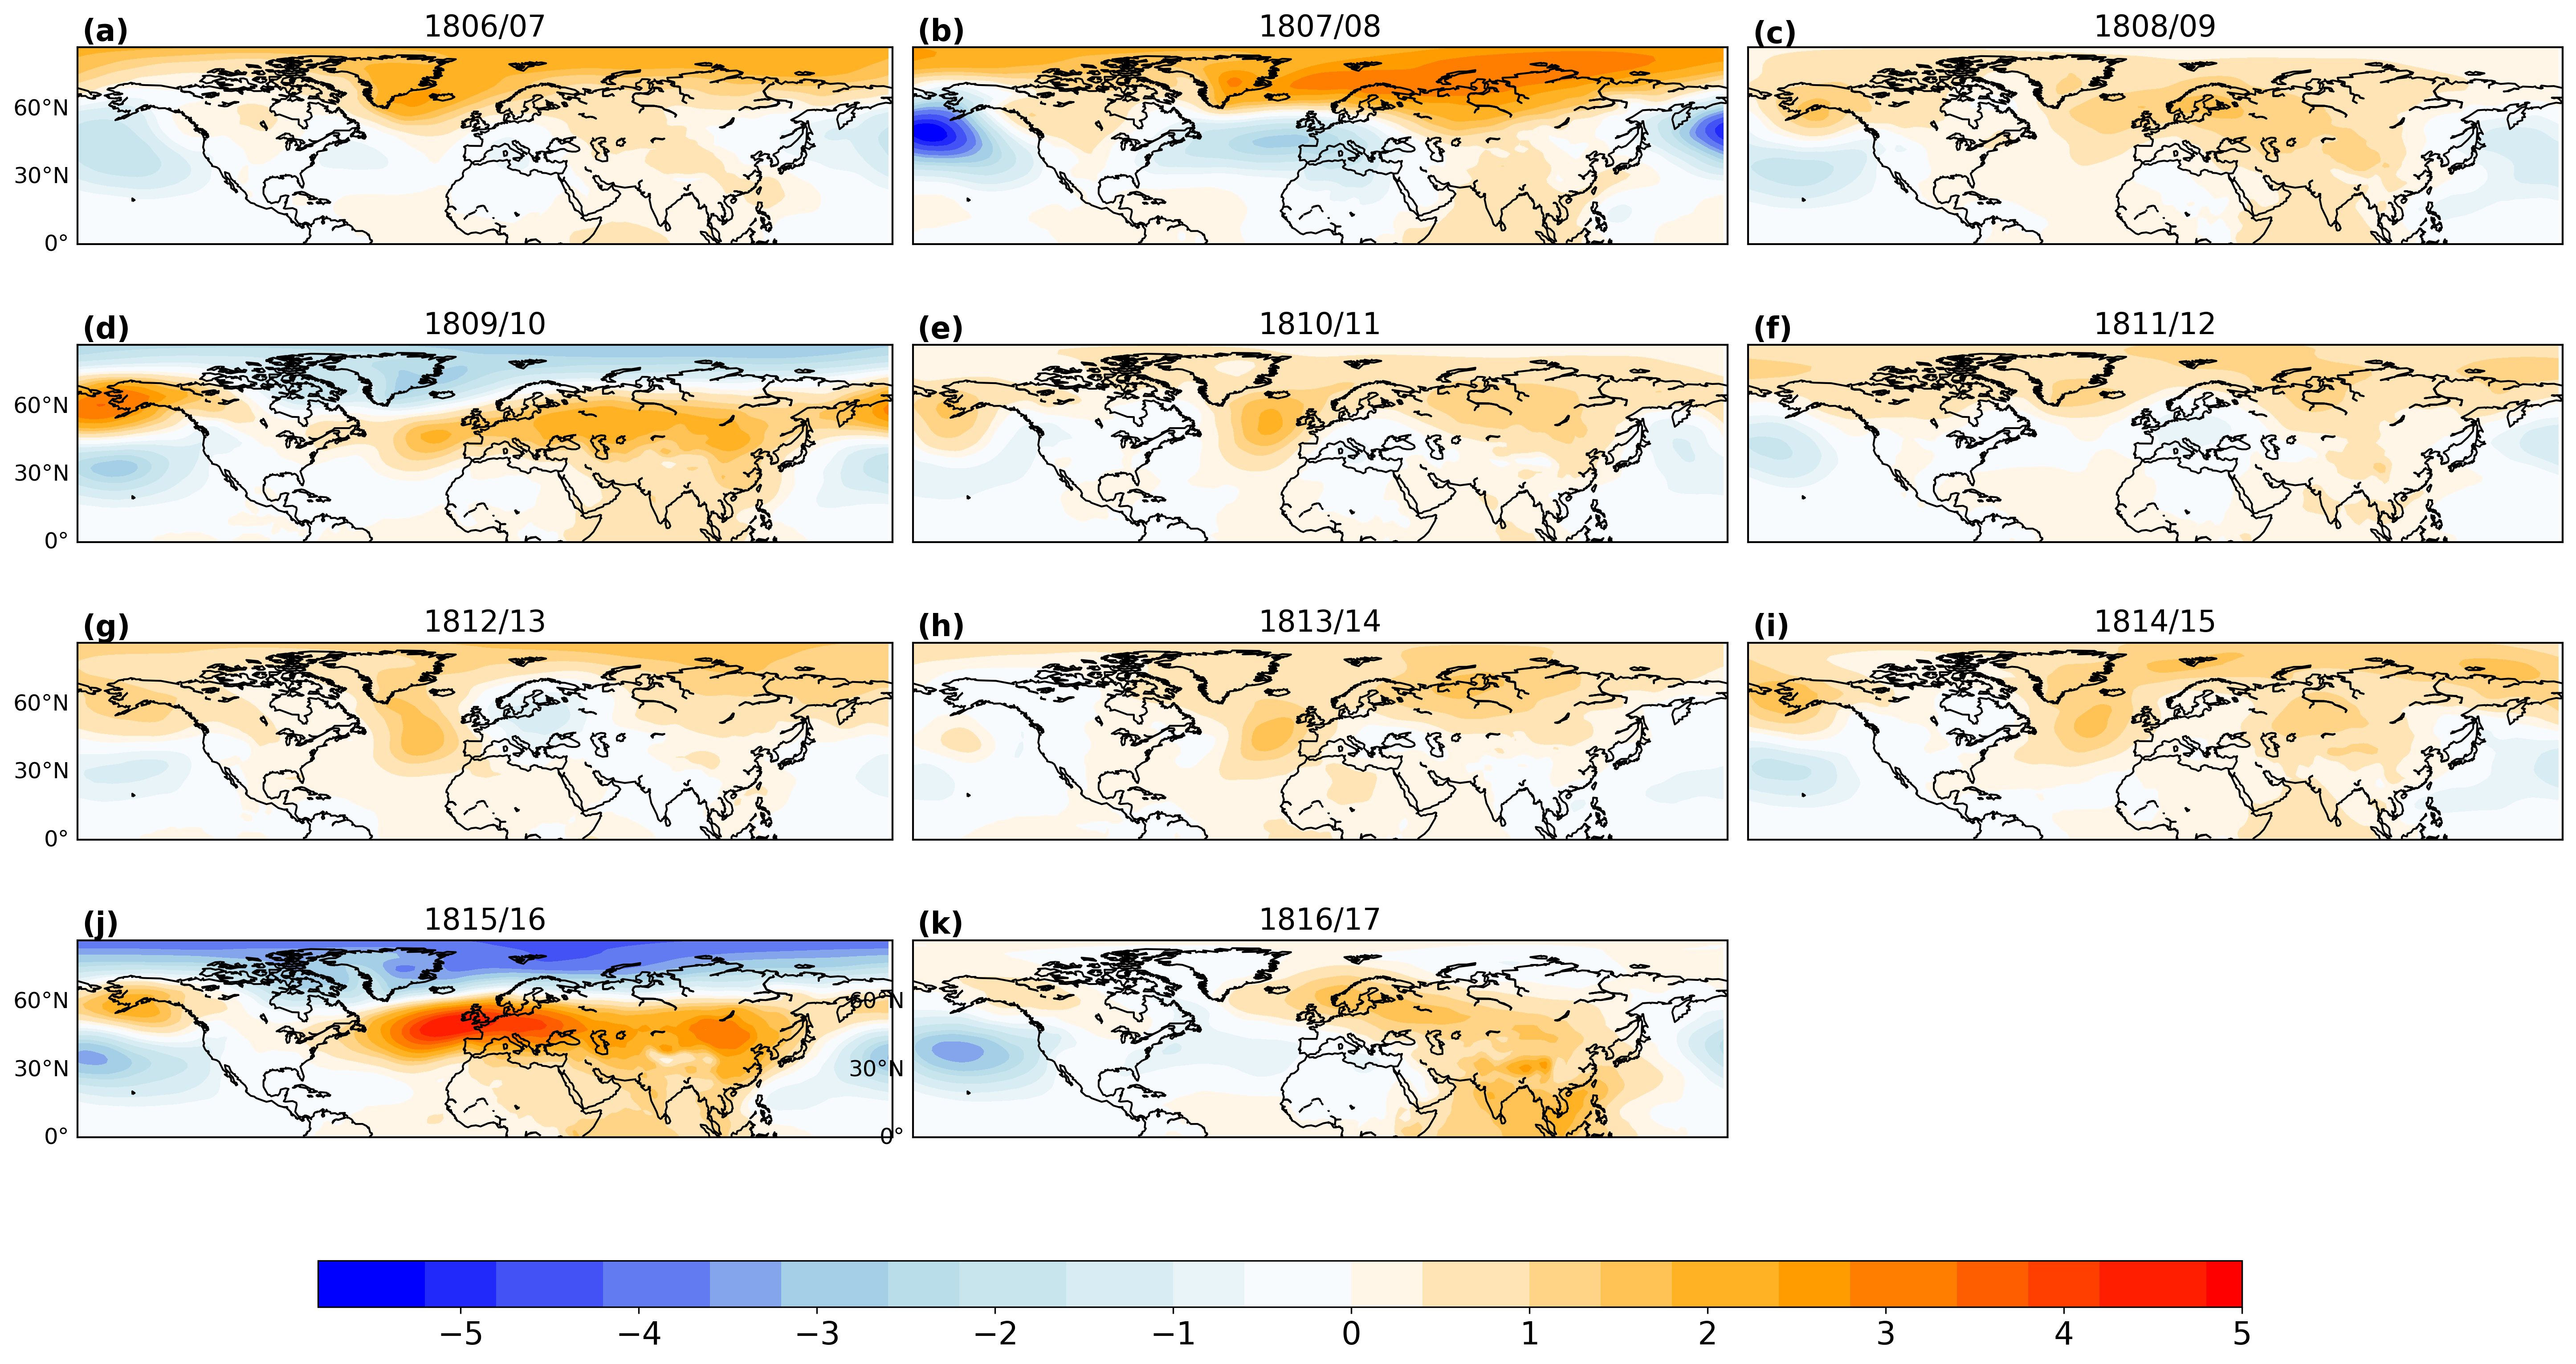 (a) 1806/07
(b) 1807/08
(c) 1808/09
60°N
30°N
0°
(d) 1809/10
(e) 1810/11
(f) 1811/12
60°N
30°N
0°
(g) 1812/13
(h) 1813/14
(i) 1814/15
60°N
30°N
0°
(j) 1815/16
(k) 1816/17
60°N 60°N
30°N 30°N
0° 0°
−5 −4 −3 −2 −1 0 1 2 3 4 5